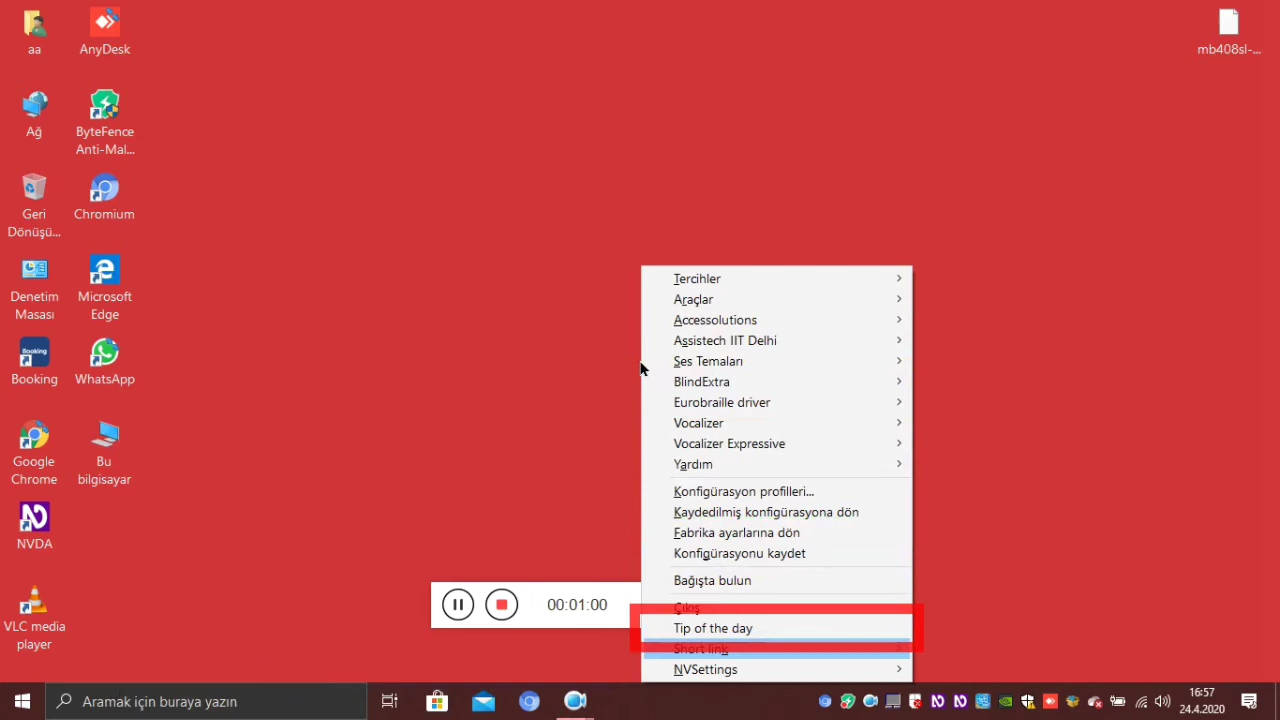 aa
AnyDesk
mb408sl-...
Ağ
ByteFence
Anti-Mal...
Geri
Dönüşü...
Chromium
Denetim
Masası
Microsoft
Edge
Booking
Booking
WhatsApp
Google
Chrome
Bu
bilgisayar
NVDA
VLC media
player
Tercihler
Araçlar
Accessolutions
Assistech IIT Delhi
Ses Temaları
BlindExtra
Eurobraille driver
Vocalizer
Vocalizer Expressive
Yardım
Konfigürasyon profilleri...
Kaydedilmiş konfigürasyona dön
Fabrika ayarlarına dön
Konfigürasyonu kaydet
Bağışta bulun
Çıkış
Tip of the day
Short link
NVSettings
00:01:00
Aramak için buraya yazın
16:57
24.4.2020